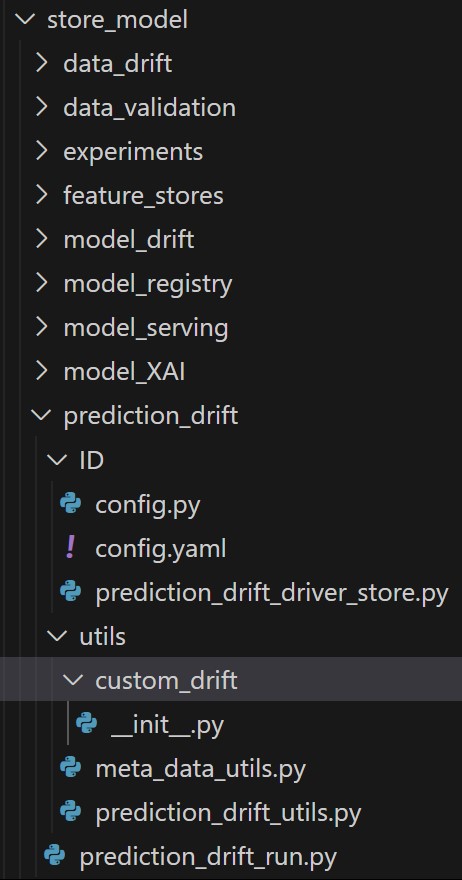 store_model
data_drift
data_validation
experiments
feature_stores
model_drift
model_registry
model_serving
model_XAI
prediction_drift
ID
config.py
! config.yaml
prediction_drift_driver_store.py
utils
custom_drift
__init__.py
meta_data_utils.py
prediction_drift_utils.py
prediction_drift_run.py